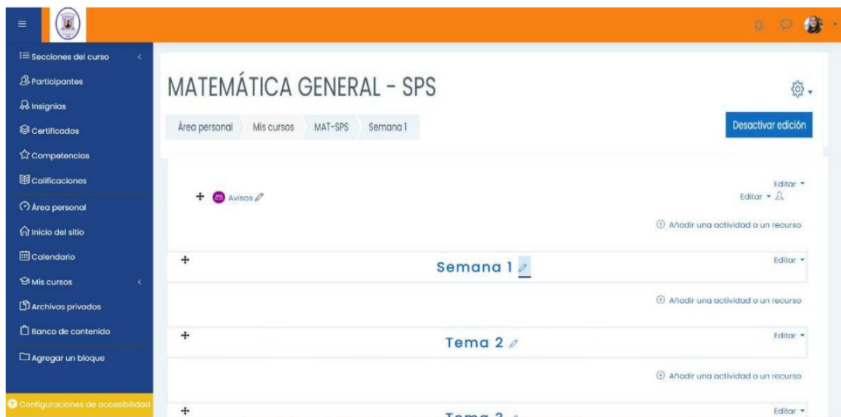 Secciones del curso
Participantes
Insignias
Certificados
Competencias
Calificaciones
Área personal
Inicio del sitio
Calendario
Mis cursos
Archivos privados
Banco de contenido
Agregar un bloque
Configuraciones de accesibilidad
MATEMÁTICA GENERAL - SPS
Área personal Mis cursos MAT-SPS Semana 1
Desactivar edición
Editar
Avisos Editar
Añadir una actividad o un recurso
Semana 1 Editar
Añadir una actividad o un recurso
Tema 2 Editar
Añadir una actividad o un recurso
Tema 3 Editar